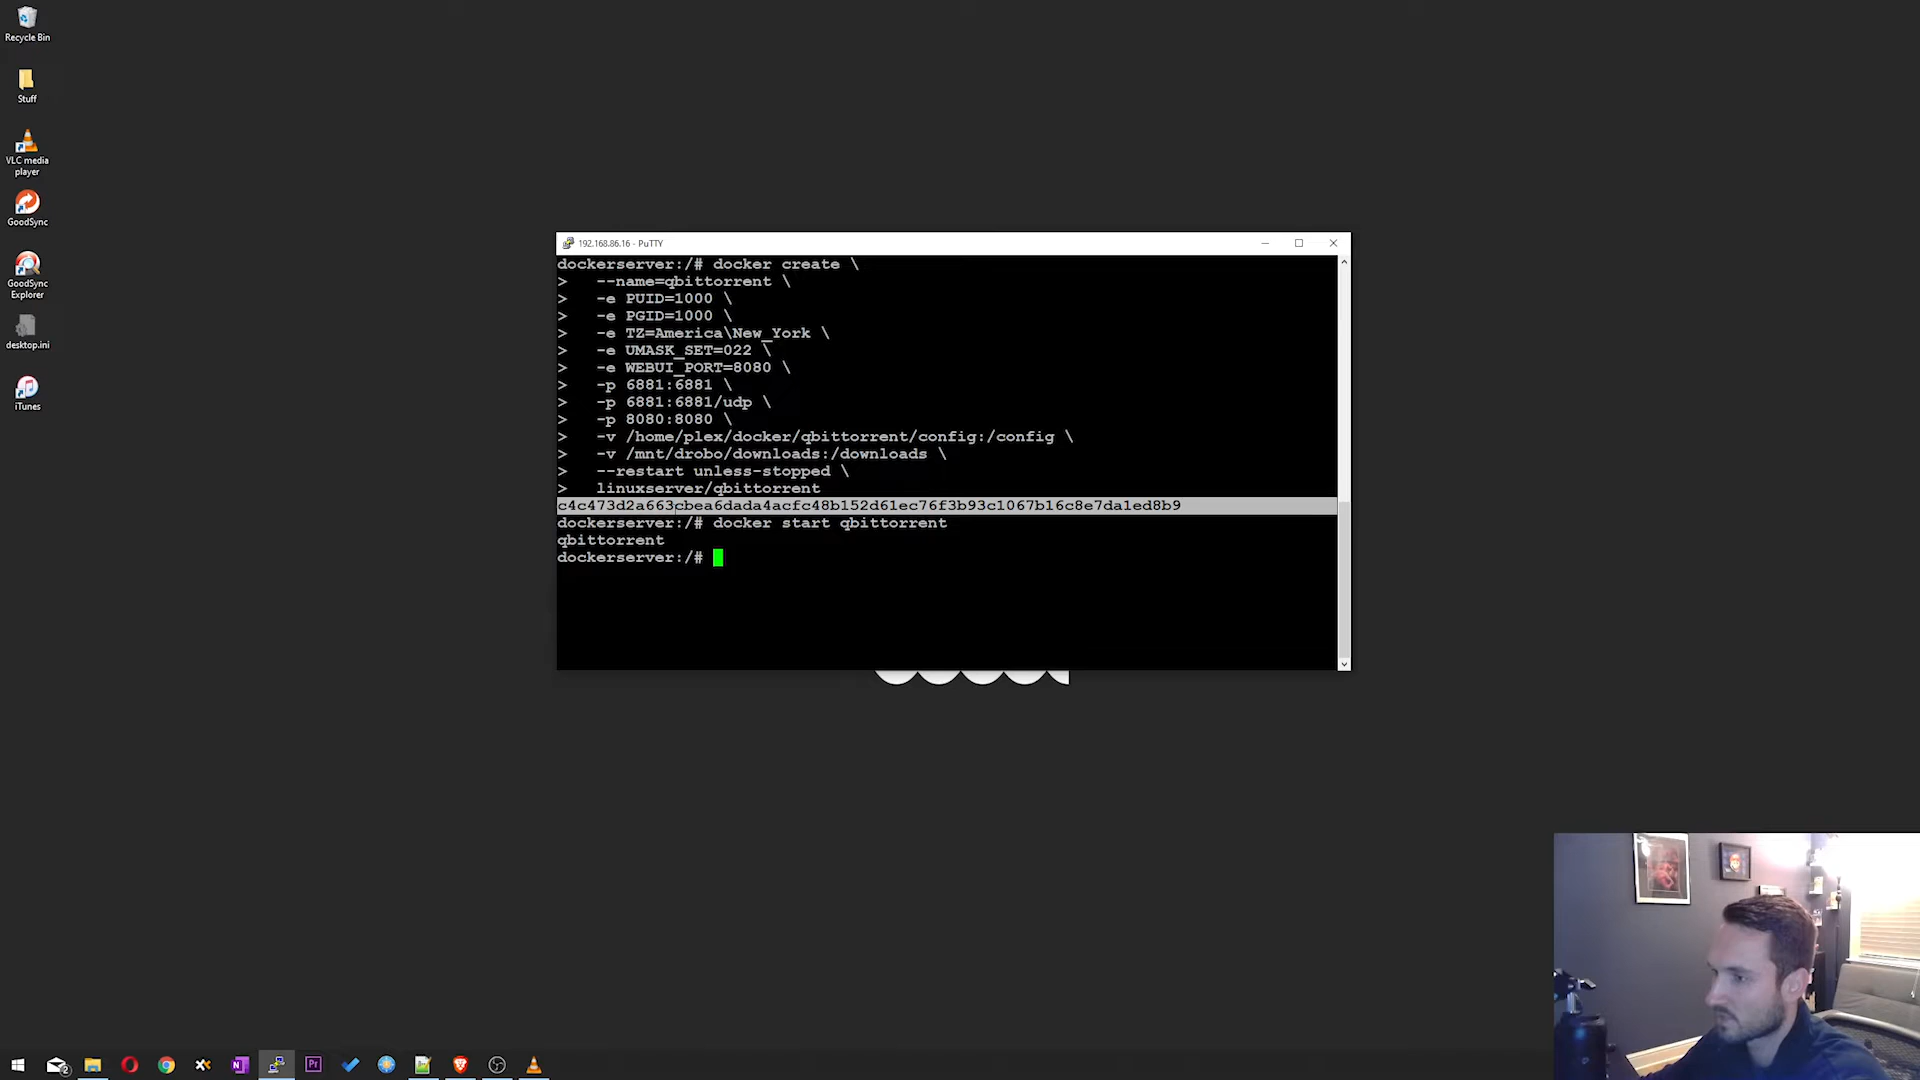 Recycle Bin
Stuff
VLC media
player
GoodSync
GoodSync
Explorer
desktop.ini
iTunes
192.168.86.16 - PuTTY
dockerserver:/# docker create \
>   --name=qbittorrent \
>   -e PUID=1000 \
>   -e PGID=1000 \
>   -e TZ=America\New_York \
>   -e UMASK_SET=022 \
>   -e WEBUI_PORT=8080 \
>   -p 6881:6881 \
>   -p 6881:6881/udp \
>   -p 8080:8080 \
>   -v /home/plex/docker/qbittorrent/config:/config \
>   -v /mnt/drobo/downloads:/downloads \
>   --restart unless-stopped \
>   linuxserver/qbittorrent
c4c473d2a663cbea6dada4acfc48b152d61ec76f3b93c1067b16c8e7da1ed8b9
dockerserver:/# docker start qbittorrent
qbittorrent
dockerserver:/#
2
N
Pr